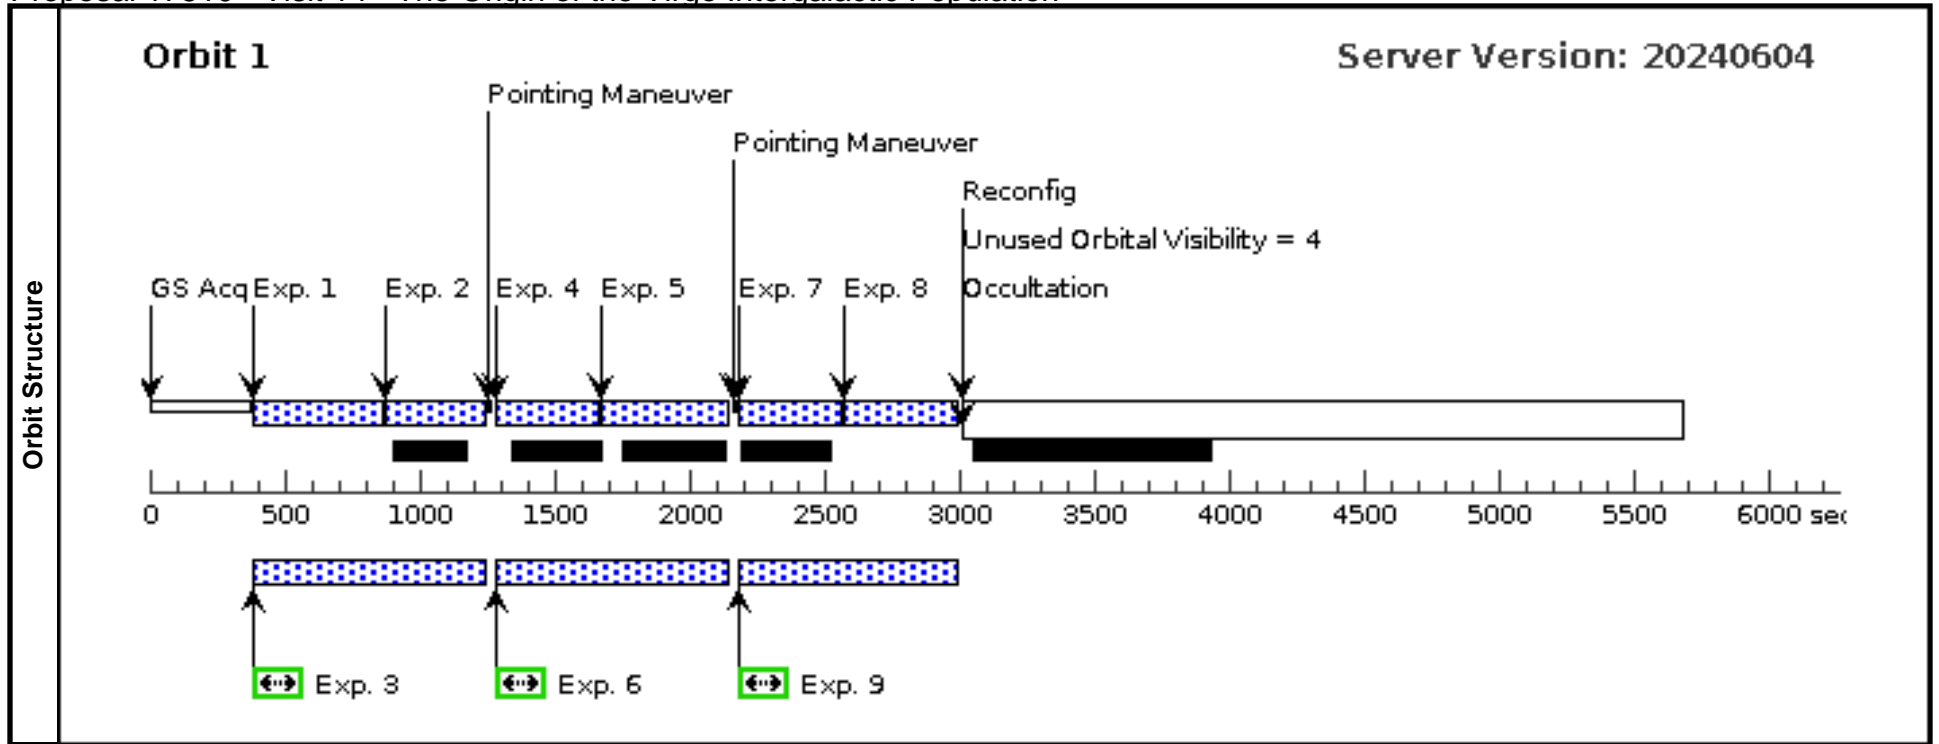 Orbit 1
Server Version: 20240604
Pointing Maneuver
Pointing Maneuver
Reconfig
Unused Orbital Visibility = 4
GS Acq Exp. 1 Exp. 2 Exp. 4 Exp. 5 Exp. 7 Exp. 8 Occultation
Orbit Structure
0 500 1000 1500 2000 2500 3000 3500 4000 4500 5000 5500 6000 sec
Exp. 3 Exp. 6 Exp. 9